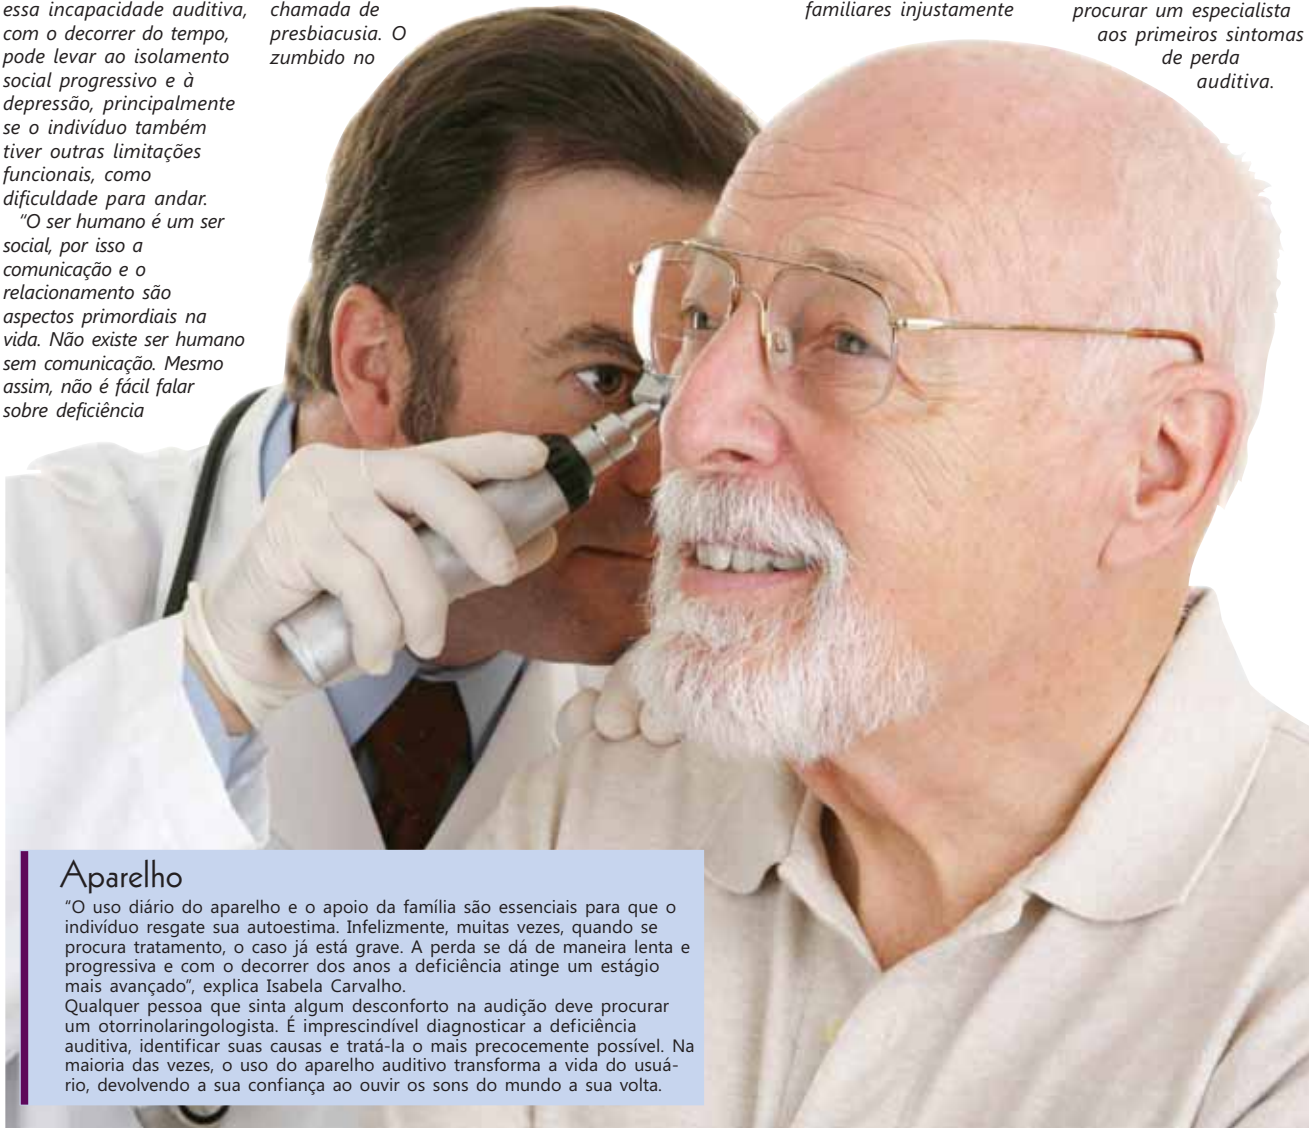 essa incapacidade auditiva,
com o decorrer do tempo,
pode levar ao isolamento
social progressivo e à
depressão, principalmente
se o indivíduo também
tiver outras limitações
funcionais, como
dificuldade para andar.
“O ser humano é um ser
social, por isso a
comunicação e o
relacionamento são
aspectos primordiais na
vida. Não existe ser humano
sem comunicação. Mesmo
assim, não é fácil falar
sobre deficiência
chamada de
presbiacusia. O
zumbido no
familiares injustamente
procurar um especialista
aos primeiros sintomas
de perda
auditiva.
Aparelho
“O uso diário do aparelho e o apoio da família são essenciais para que o
indivíduo resgate sua autoestima. Infelizmente, muitas vezes, quando se
procura tratamento, o caso já está grave. A perda se dá de maneira lenta e
progressiva e com o decorrer dos anos a deficiência atinge um estágio
mais avançado”, explica Isabela Carvalho.
Qualquer pessoa que sinta algum desconforto na audição deve procurar
um otorrinolaringologista. É imprescindível diagnosticar a deficiência
auditiva, identificar suas causas e tratá-la o mais precocemente possível. Na
maioria das vezes, o uso do aparelho auditivo transforma a vida do usuá-
rio, devolvendo a sua confiança ao ouvir os sons do mundo a sua volta.